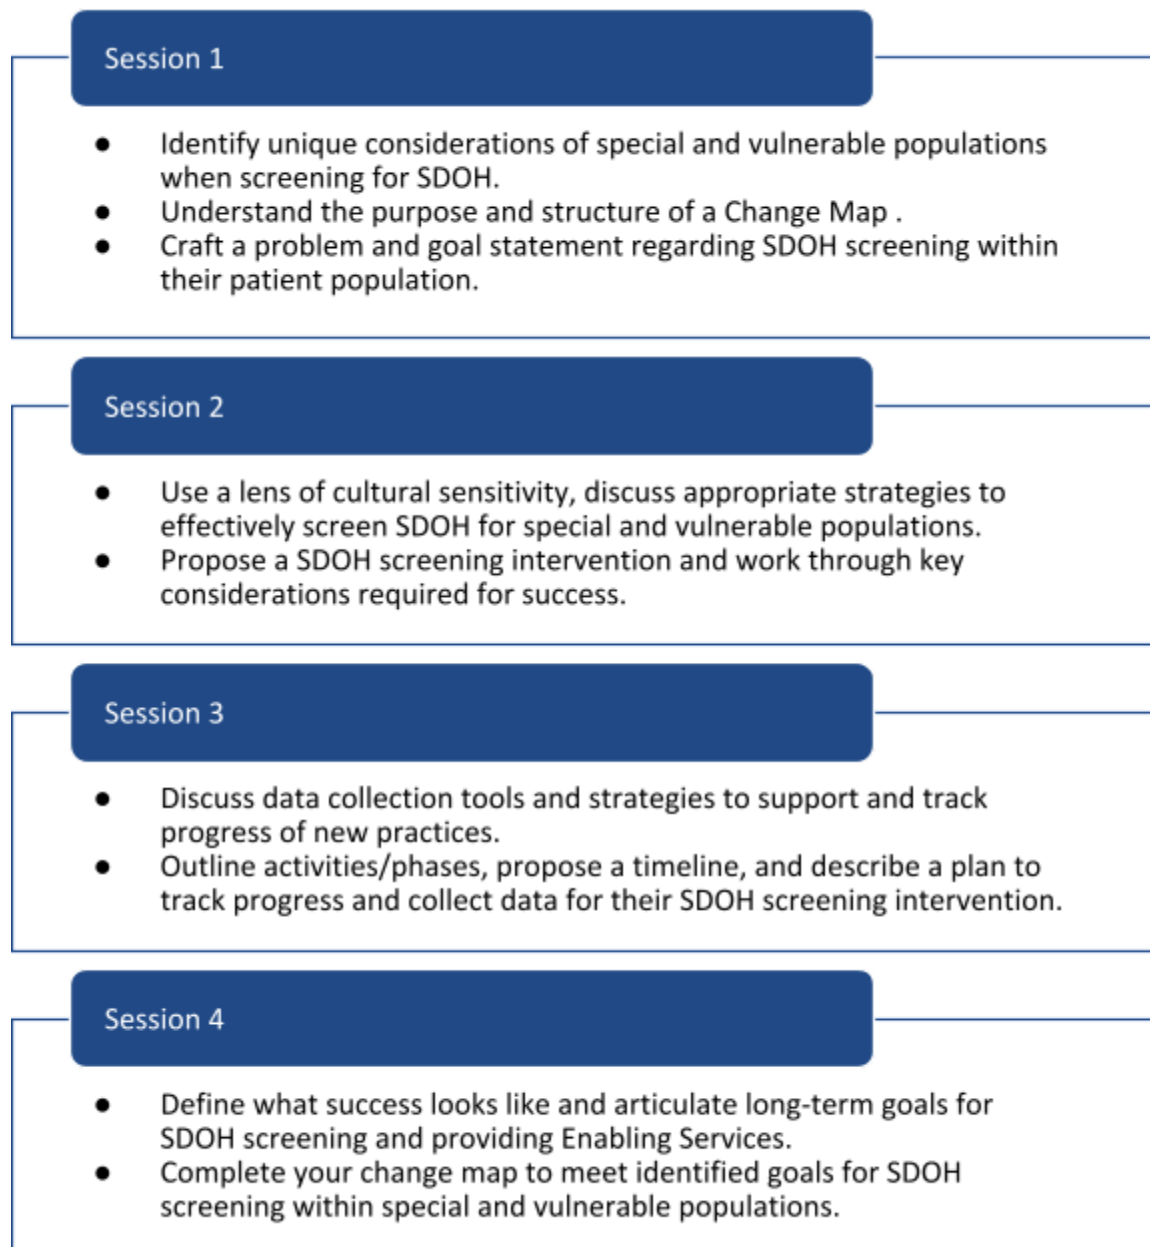 Session 1
● Identify unique considerations of special and vulnerable populations
when screening for SDOH.
● Understand the purpose and structure of a Change Map .
● Craft a problem and goal statement regarding SDOH screening within
their patient population.
Session 2
● Use a lens of cultural sensitivity, discuss appropriate strategies to
effectively screen SDOH for special and vulnerable populations.
● Propose a SDOH screening intervention and work through key
considerations required for success.
Session 3
● Discuss data collection tools and strategies to support and track
progress of new practices.
● Outline activities/phases, propose a timeline, and describe a plan to
track progress and collect data for their SDOH screening intervention.
Session 4
● Define what success looks like and articulate long-term goals for
SDOH screening and providing Enabling Services.
● Complete your change map to meet identified goals for SDOH
screening within special and vulnerable populations.